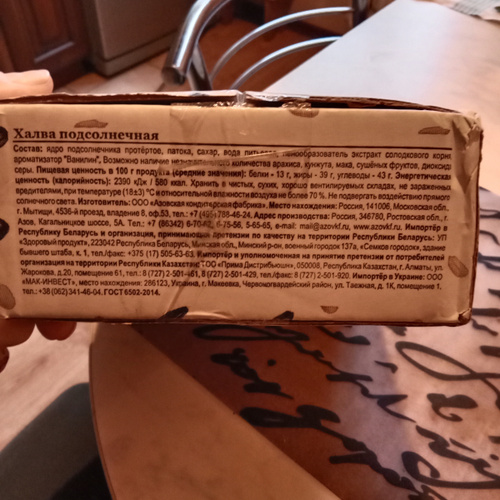 Халва подсолнечная
Состав: ядро подсолнечника протёртое, патока, сахар, вода питьевая, пенообразователь экстракт солодкового корня,
ароматизатор "Ванилин". Возможно наличие незначительного количества арахиса, кунжута, мака, сушёных фруктов, диоксид
серы. Пищевая ценность в 100 г продукта (средние значения): белки - 13 г, жиры - 39 г, углеводы - 43 г. Энергетическая
ценность (калорийность): 2390 кДж / 580 ккал. Хранить в чистых, сухих, хорошо вентилируемых складах, не зараженных
вредителями, при температуре (18±3) °С и относительной влажности воздуха не более 70 %. Не подвергать воздействию прямого
солнечного света. Изготовитель: ООО «Азовская кондитерская фабрика». Место нахождения: Россия, 141006, Московская обл.,
г. Мытищи, 4536-й проезд, владение 8, оф.53, тел.: +7 (495) 788-46-24. Адрес производства: Россия, 346780, Ростовская обл., г.
Азов, Кагальницкое шоссе, 5А. Тел.: +7 (86342) 6-70-42, 6-75-56, 5-65-65, e-mail: mail@azovkf.ru, www.azovkf.ru. Импортёр в
Республику Беларусь и организация, принимающая претензии по качеству на территории Республики Беларусь: УП
«Здоровый продукт», 223042 Республика Беларусь, Минская обл., Минский р-он, военный городок 137а, «Семков городок», здание
бывшего штаба, к. 1, тел./факс: +375 (17) 505-63-63. Импортёр и уполномоченная на принятие претензий от потребителей
организация на территории Республики Казахстан: ТОО «Прима Дистрибьюшн», 050008, Республика Казахстан, г. Алматы, ул.
Жарокова, д.20, помещение 61, тел.: 8 (727) 2-501-461, 8 (727) 2-501-429, тел./факс: 8 (727) 2-501-920. Импортёр в Украине: ООО
«МАК-ИНВЕСТ», место нахождения: 286123, Украина, г. Макеевка, Червоногвардейский район, ул. Таежная, д. 1К, помещение 1,
тел.: +38 (062) 341-46-04. ГОСТ 6502-2014.